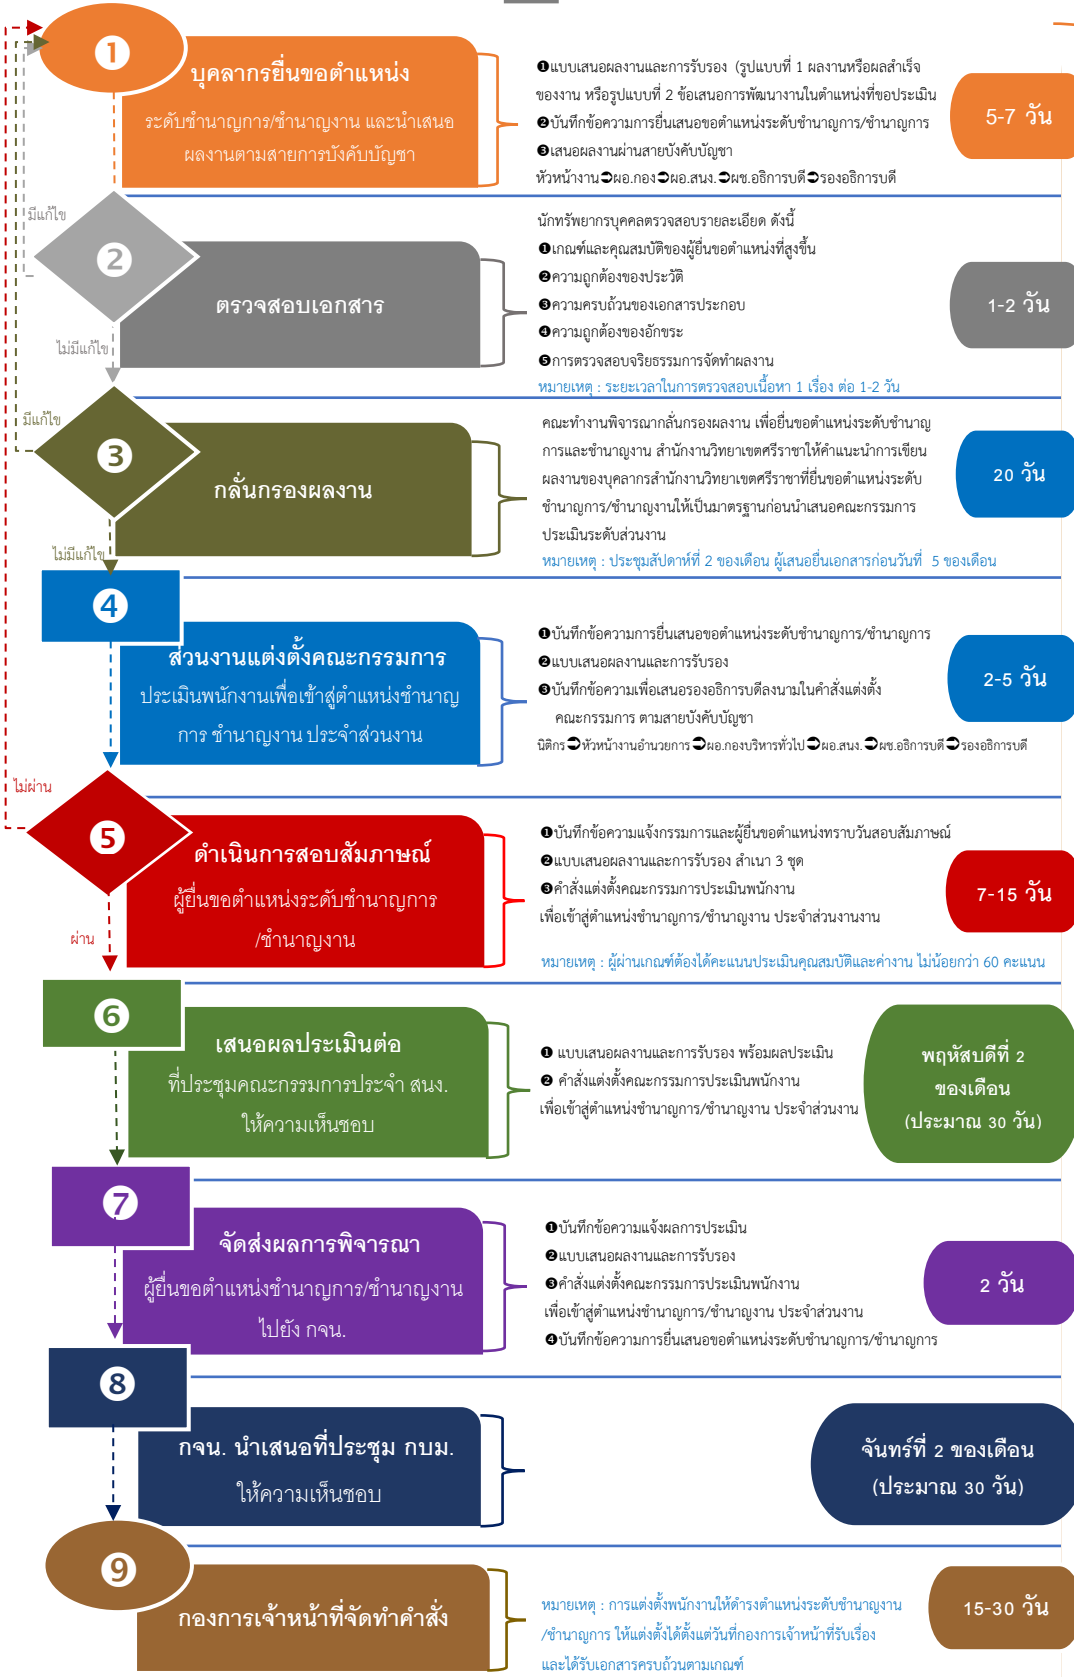 ❶
บุคลากรยื่นขอตำแหน่ง
ระดับชำนาญการ/ชำนาญงาน และนำเสนอ
ผลงานตามสายการบังคับบัญชา
❶แบบเสนอผลงานและการรับรอง (รูปแบบที่ 1 ผลงานหรือผลสำเร็จ
ของงาน หรือรูปแบบที่ 2 ข้อเสนอการพัฒนางานในตำแหน่งที่ขอประเมิน
❷บันทึกข้อความการยื่นเสนอขอตำแหน่งระดับชำนาญการ/ชำนาญการ
❸เสนอผลงานผ่านสายบังคับบัญชา
หัวหน้างาน➲ผอ.กอง➲ผอ.สนง.➲ผช.อธิการบดี➲รองอธิการบดี
5-7 วัน
มีแก้ไข
❷
ตรวจสอบเอกสาร
ไม่มีแก้ไข
นักทรัพยากรบุคคลตรวจสอบรายละเอียด ดังนี้
❶เกณฑ์และคุณสมบัติของผู้ยื่นขอตำแหน่งที่สูงขึ้น
❷ความถูกต้องของประวัติ
❸ความครบถ้วนของเอกสารประกอบ
❹ความถูกต้องของอักขระ
❺การตรวจสอบจริยธรรมการจัดทำผลงาน
หมายเหตุ : ระยะเวลาในการตรวจสอบเนื้อหา 1 เรื่อง ต่อ 1-2 วัน
1-2 วัน
มีแก้ไข
❸
กลั่นกรองผลงาน
ไม่มีแก้ไข
คณะทำงานพิจารณากลั่นกรองผลงาน เพื่อยื่นขอตำแหน่งระดับชำนาญ
การและชำนาญงาน สำนักงานวิทยาเขตศรีราชาให้คำแนะนำการเขียน
ผลงานของบุคลากรสำนักงานวิทยาเขตศรีราชาที่ยื่นขอตำแหน่งระดับ
ชำนาญการ/ชำนาญงานให้เป็นมาตรฐานก่อนนำเสนอคณะกรรมการ
ประเมินระดับส่วนงาน
หมายเหตุ : ประชุมสัปดาห์ที่ 2 ของเดือน ผู้เสนอยื่นเอกสารก่อนวันที่ 5 ของเดือน
20 วัน
❹
ส่วนงานแต่งตั้งคณะกรรมการ
ประเมินพนักงานเพื่อเข้าสู่ตำแหน่งชำนาญ
การ ชำนาญงาน ประจำส่วนงาน
❶บันทึกข้อความการยื่นเสนอขอตำแหน่งระดับชำนาญการ/ชำนาญการ
❷แบบเสนอผลงานและการรับรอง
❸บันทึกข้อความเพื่อเสนอรองอธิการบดีลงนามในคำสั่งแต่งตั้ง
คณะกรรมการ ตามสายบังคับบัญชา
นิติกร➲หัวหน้างานอำนวยการ➲ผอ.กองบริหารทั่วไป➲ผอ.สนง.➲ผช.อธิการบดี➲รองอธิการบดี
2-5 วัน
ไม่ผ่าน
❺
ดำเนินการสอบสัมภาษณ์
ผู้ยื่นขอตำแหน่งระดับชำนาญการ
/ชำนาญงาน
ผ่าน
❶บันทึกข้อความแจ้งกรรมการและผู้ยื่นขอตำแหน่งทราบวันสอบสัมภาษณ์
❷แบบเสนอผลงานและการรับรอง สำเนา 3 ชุด
❸คำสั่งแต่งตั้งคณะกรรมการประเมินพนักงาน
เพื่อเข้าสู่ตำแหน่งชำนาญการ/ชำนาญงาน ประจำส่วนงานงาน
หมายเหตุ : ผู้ผ่านเกณฑ์ต้องได้คะแนนประเมินคุณสมบัติและค่างาน ไม่น้อยกว่า 60 คะแนน
7-15 วัน
❻
เสนอผลประเมินต่อ
ที่ประชุมคณะกรรมการประจำ สนง.
ให้ความเห็นชอบ
❶ แบบเสนอผลงานและการรับรอง พร้อมผลประเมิน
❷ คำสั่งแต่งตั้งคณะกรรมการประเมินพนักงาน
เพื่อเข้าสู่ตำแหน่งชำนาญการ/ชำนาญงาน ประจำส่วนงาน
พฤหัสบดีที่ 2
ของเดือน
(ประมาณ 30 วัน)
❼
จัดส่งผลการพิจารณา
ผู้ยื่นขอตำแหน่งชำนาญการ/ชำนาญงาน
ไปยัง กจน.
❶บันทึกข้อความแจ้งผลการประเมิน
❷แบบเสนอผลงานและการรับรอง
❸คำสั่งแต่งตั้งคณะกรรมการประเมินพนักงาน
เพื่อเข้าสู่ตำแหน่งชำนาญการ/ชำนาญงาน ประจำส่วนงาน
❹บันทึกข้อความการยื่นเสนอขอตำแหน่งระดับชำนาญการ/ชำนาญการ
2 วัน
❽
กจน. นำเสนอที่ประชุม กบม.
ให้ความเห็นชอบ
จันทร์ที่ 2 ของเดือน
(ประมาณ 30 วัน)
❾
กองการเจ้าหน้าที่จัดทำคำสั่ง
หมายเหตุ : การแต่งตั้งพนักงานให้ดำรงตำแหน่งระดับชำนาญงาน
/ชำนาญการ ให้แต่งตั้งได้ตั้งแต่วันที่กองการเจ้าหน้าที่รับเรื่อง
และได้รับเอกสารครบถ้วนตามเกณฑ์
15-30 วัน